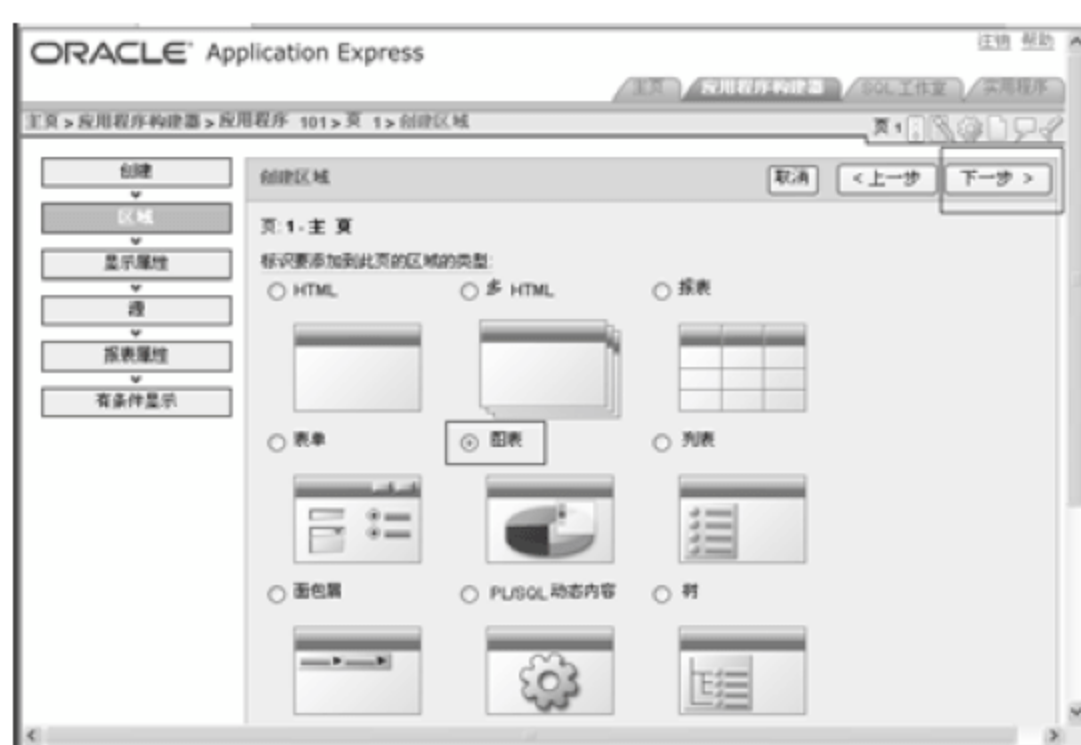 ORACLE Application Express
注销 帮助
主页 应用程序构建器 SQL 工作室 实用程序
主页 > 应用程序构建器 > 应用程序 101 > 页 1 > 创建区域
页 1
创建
区域
显示属性
源
报表属性
有条件显示
创建区域
取消 < 上一步 下一步 >
页: 1 - 主 页
标识要添加到此页的区域的类型:
HTML 多 HTML 报表
表单 图表 列表
面包屑 PL/SQL 动态内容 树